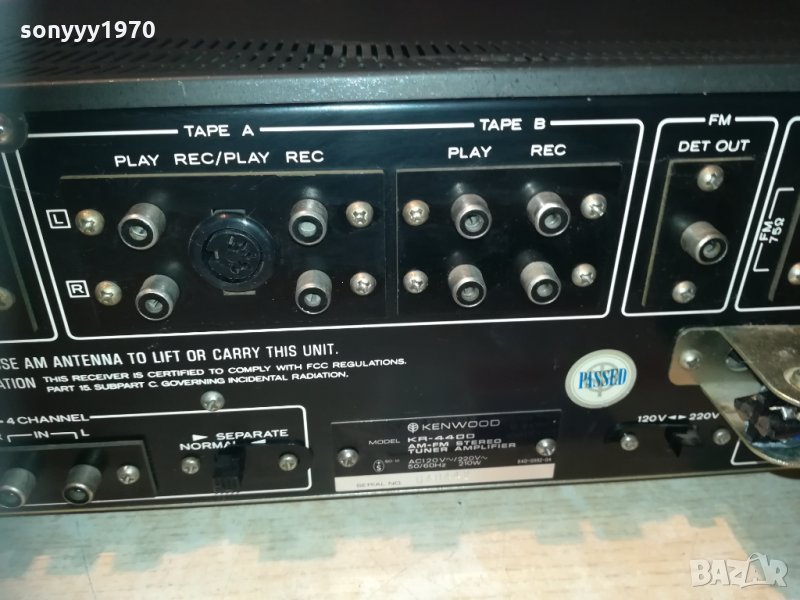 sonyyy1970
TAPE A
TAPE B
FM
PLAY REC/PLAY REC
PLAY REC
DET OUT
L
R
FM 75Ω
SE AM ANTENNA TO LIFT OR CARRY THIS UNIT.
ATION THIS RECEIVER IS CERTIFIED TO COMPLY WITH FCC REGULATIONS.
PART 15. SUBPART C. GOVERNING INCIDENTAL RADIATION.
PASSED
4 CHANNEL
IN L
SEPARATE
NORMAL
KENWOOD
MODEL KR-4400
AM-FM STEREO
TUNER AMPLIFIER
AC120V~/220V~
50/60Hz 210W
SERIAL NO.
120V 220V
BAZAR